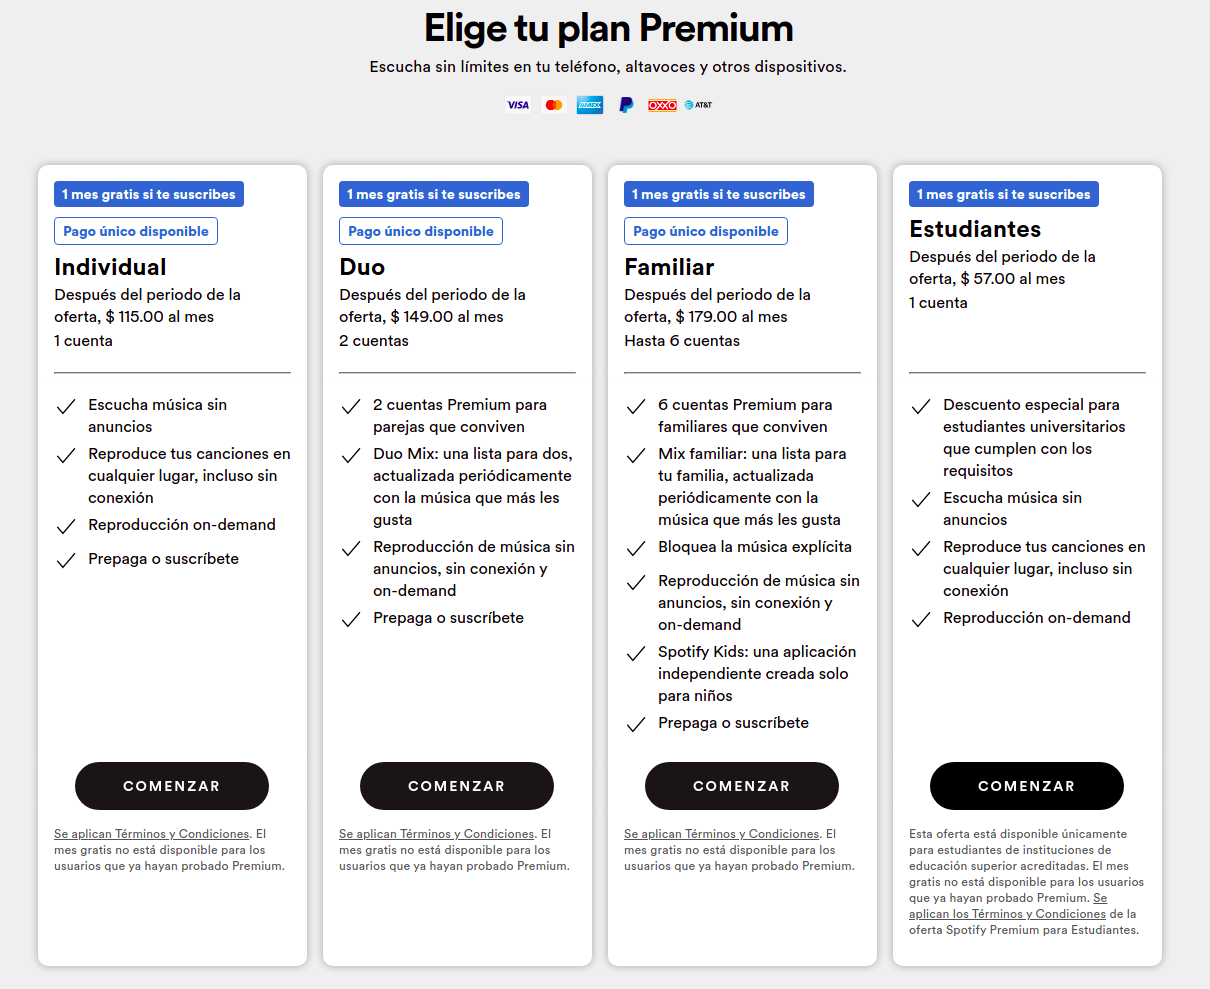 Elige tu plan Premium
Escucha sin límites en tu teléfono, altavoces y otros dispositivos.
VISA
AMEX
OXXO
AT&T
1 mes gratis si te suscribes
Pago único disponible
Individual
Después del periodo de la
oferta, $ 115.00 al mes
1 cuenta
Escucha música sin
anuncios
Reproduce tus canciones en
cualquier lugar, incluso sin
conexión
Reproducción on-demand
Prepaga o suscríbete
COMENZAR
Se aplican Términos y Condiciones. El
mes gratis no está disponible para los
usuarios que ya hayan probado Premium.
1 mes gratis si te suscribes
Pago único disponible
Duo
Después del periodo de la
oferta, $ 149.00 al mes
2 cuentas
2 cuentas Premium para
parejas que conviven
Duo Mix: una lista para dos,
actualizada periódicamente
con la música que más les
gusta
Reproducción de música sin
anuncios, sin conexión y
on-demand
Prepaga o suscríbete
COMENZAR
Se aplican Términos y Condiciones. El
mes gratis no está disponible para los
usuarios que ya hayan probado Premium.
1 mes gratis si te suscribes
Pago único disponible
Familiar
Después del periodo de la
oferta, $ 179.00 al mes
Hasta 6 cuentas
6 cuentas Premium para
familiares que conviven
Mix familiar: una lista para
tu familia, actualizada
periódicamente con la
música que más les gusta
Bloquea la música explícita
Reproducción de música sin
anuncios, sin conexión y
on-demand
Spotify Kids: una aplicación
independiente creada solo
para niños
Prepaga o suscríbete
COMENZAR
Se aplican Términos y Condiciones. El
mes gratis no está disponible para los
usuarios que ya hayan probado Premium.
1 mes gratis si te suscribes
Estudiantes
Después del periodo de la
oferta, $ 57.00 al mes
1 cuenta
Descuento especial para
estudiantes universitarios
que cumplen con los
requisitos
Escucha música sin
anuncios
Reproduce tus canciones en
cualquier lugar, incluso sin
conexión
Reproducción on-demand
COMENZAR
Esta oferta está disponible únicamente
para estudiantes de instituciones de
educación superior acreditadas. El mes
gratis no está disponible para los usuarios
que ya hayan probado Premium. Se
aplican los Términos y Condiciones de la
oferta Spotify Premium para Estudiantes.